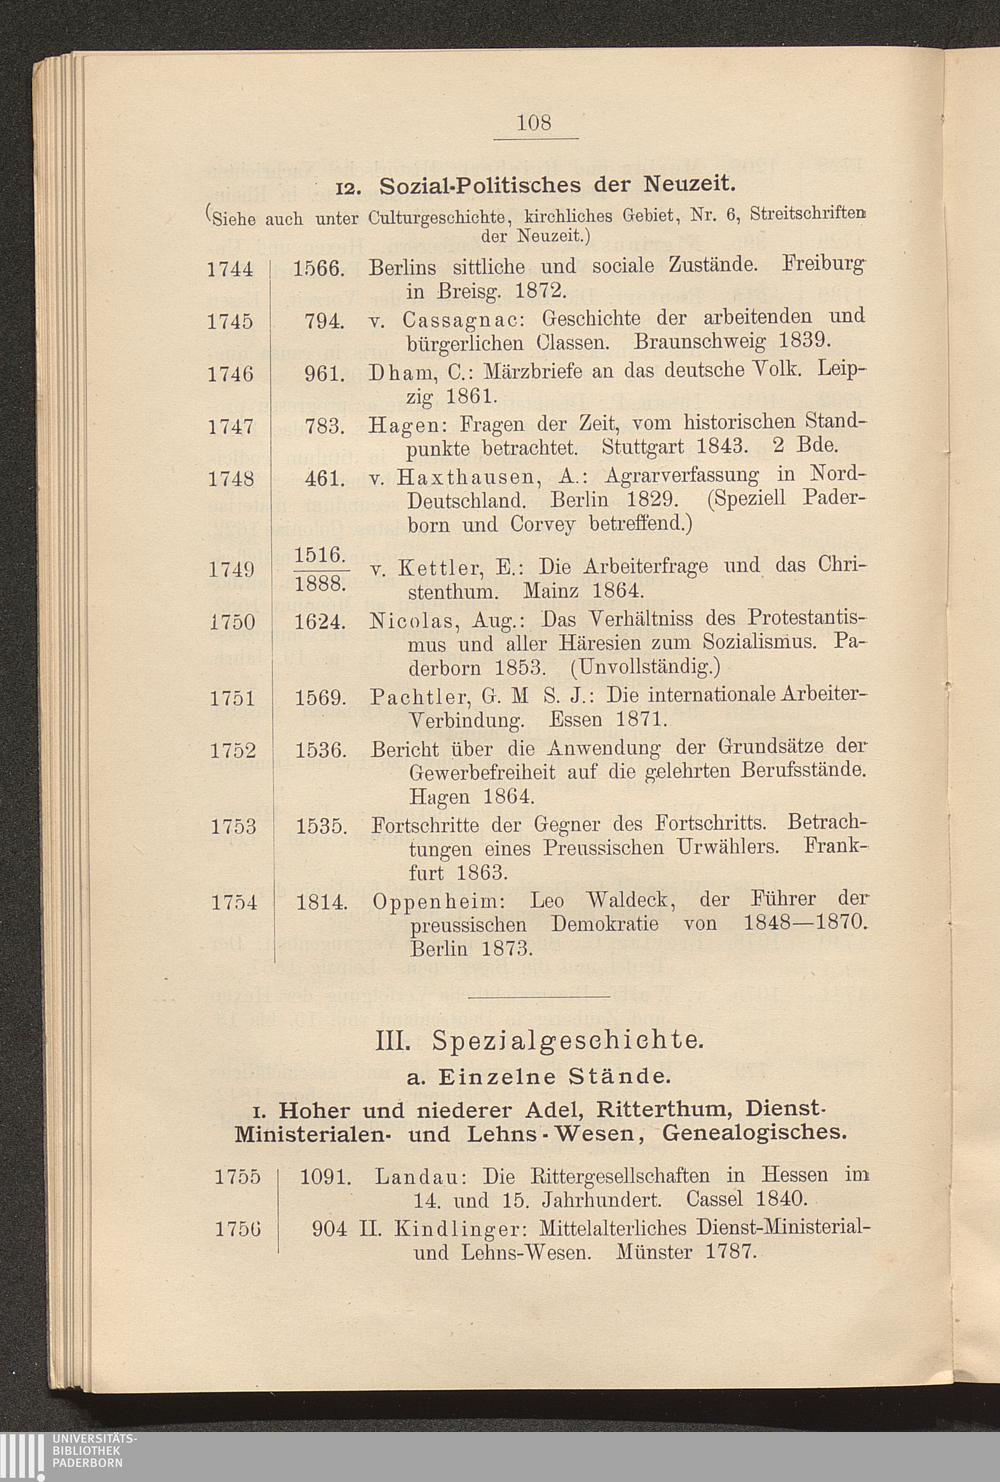 108
12. Sozial-Politisches der Neuzeit.
(Siehe auch unter Culturgeschichte, kirchliches Gebiet, Nr. 6, Streitschriften
der Neuzeit.)
1744 1566. Berlins sittliche und sociale Zustände. Freiburg
in Breisg. 1872.
1745 794. v. Cassagnac: Geschichte der arbeitenden und
bürgerlichen Classen. Braunschweig 1839.
1746 961. Dham, C.: Märzbriefe an das deutsche Volk. Leip-
zig 1861.
1747 783. Hagen: Fragen der Zeit, vom historischen Stand-
punkte betrachtet. Stuttgart 1843. 2 Bde.
1748 461. v. Haxthausen, A.: Agrarverfassung in Nord-
Deutschland. Berlin 1829. (Speziell Pader-
born und Corvey betreffend.)
1516.
1749 v. Kettler, E.: Die Arbeiterfrage und das Chri-
1888. stenthum. Mainz 1864.
1750 1624. Nicolas, Aug.: Das Verhältniss des Protestantis-
mus und aller Häresien zum Sozialismus. Pa-
derborn 1853. (Unvollständig.)
1751 1569. Pachtler, G. M S. J.: Die internationale Arbeiter-
Verbindung. Essen 1871.
1752 1536. Bericht über die Anwendung der Grundsätze der
Gewerbefreiheit auf die gelehrten Berufsstände.
Hagen 1864.
1753 1535. Fortschritte der Gegner des Fortschritts. Betrach-
tungen eines Preussischen Urwählers. Frank-
furt 1863.
1754 1814. Oppenheim: Leo Waldeck, der Führer der
preussischen Demokratie von 1848—1870.
Berlin 1873.
III. Spezialgeschichte.
a. Einzelne Stände.
1. Hoher und niederer Adel, Ritterthum, Dienst-
Ministerialen- und Lehns-Wesen, Genealogisches.
1755 1091. Landau: Die Rittergesellschaften in Hessen im
14. und 15. Jahrhundert. Cassel 1840.
1756 904 II. Kindlinger: Mittelalterliches Dienst-Ministerial-
und Lehns-Wesen. Münster 1787.
UNIVERSITÄTS-
BIBLIOTHEK
PADERBORN